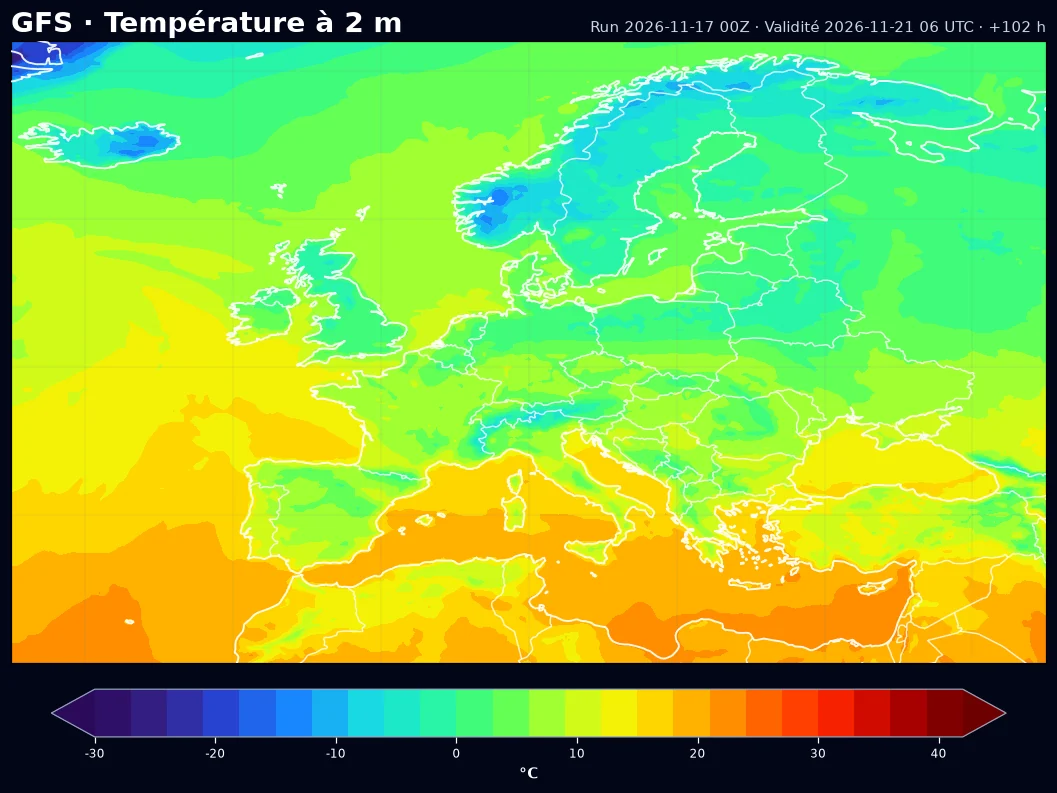 GFS · Température à 2 m
Run 2026-11-17 00Z · Validité 2026-11-21 06 UTC · +102 h
-30 -20 -10 0 10 20 30 40
°C